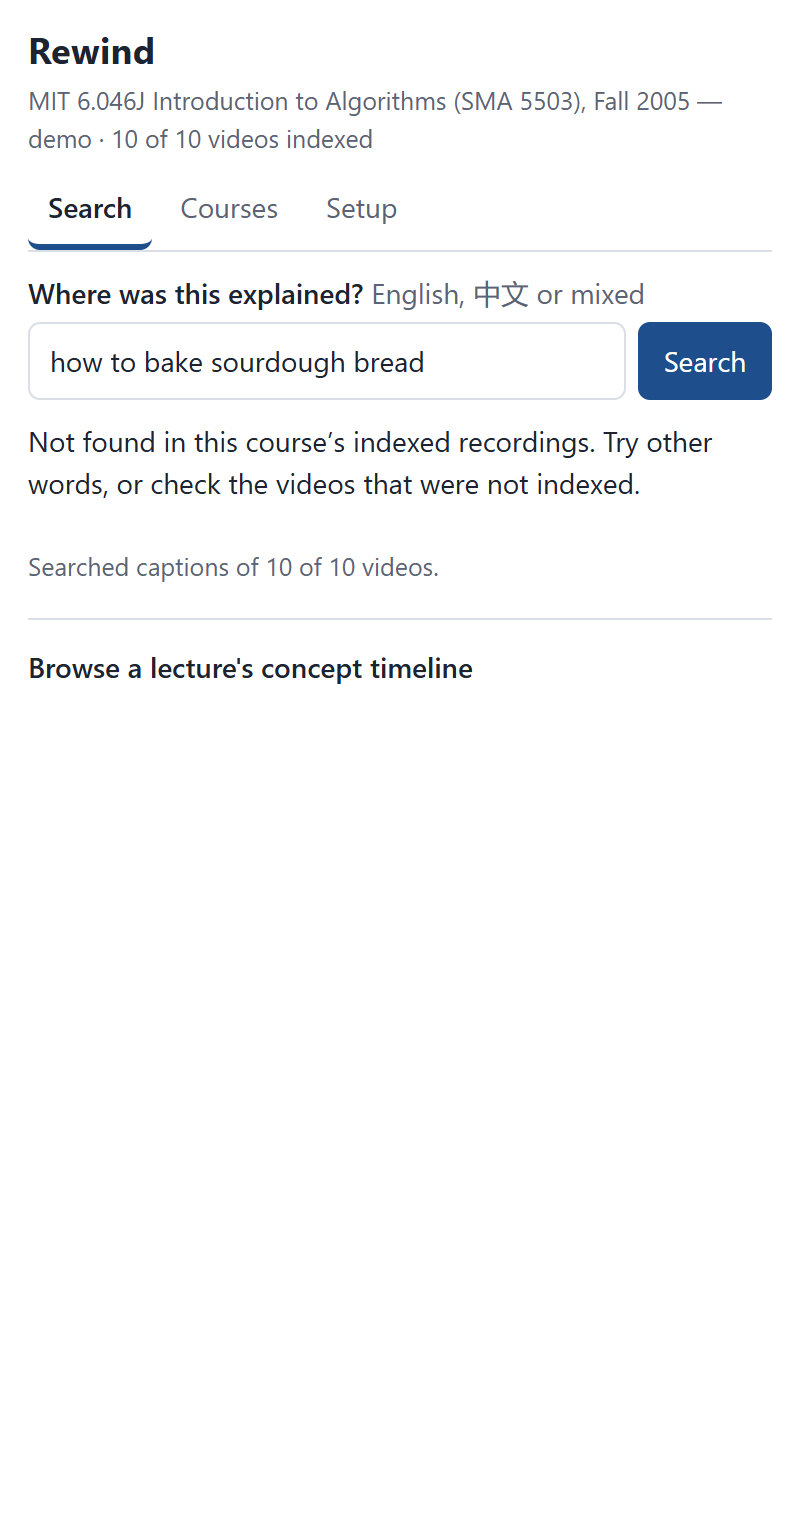 Rewind
MIT 6.046J Introduction to Algorithms (SMA 5503), Fall 2005 —
demo · 10 of 10 videos indexed
Search Courses Setup
Where was this explained? English, 中文 or mixed
how to bake sourdough bread Search
Not found in this course’s indexed recordings. Try other
words, or check the videos that were not indexed.
Searched captions of 10 of 10 videos.
Browse a lecture's concept timeline